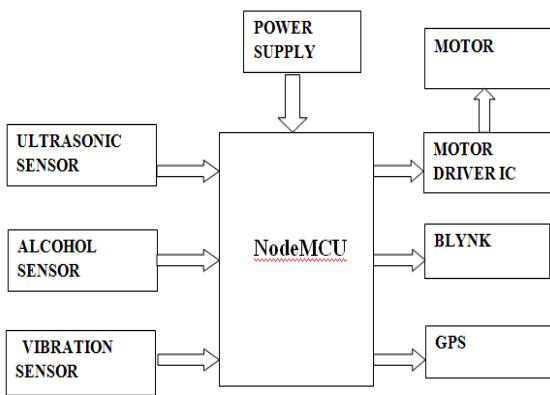 POWER
SUPPLY
MOTOR
ULTRASONIC
SENSOR
MOTOR
DRIVER IC
ALCOHOL
SENSOR
NodeMCU
BLYNK
VIBRATION
SENSOR
GPS